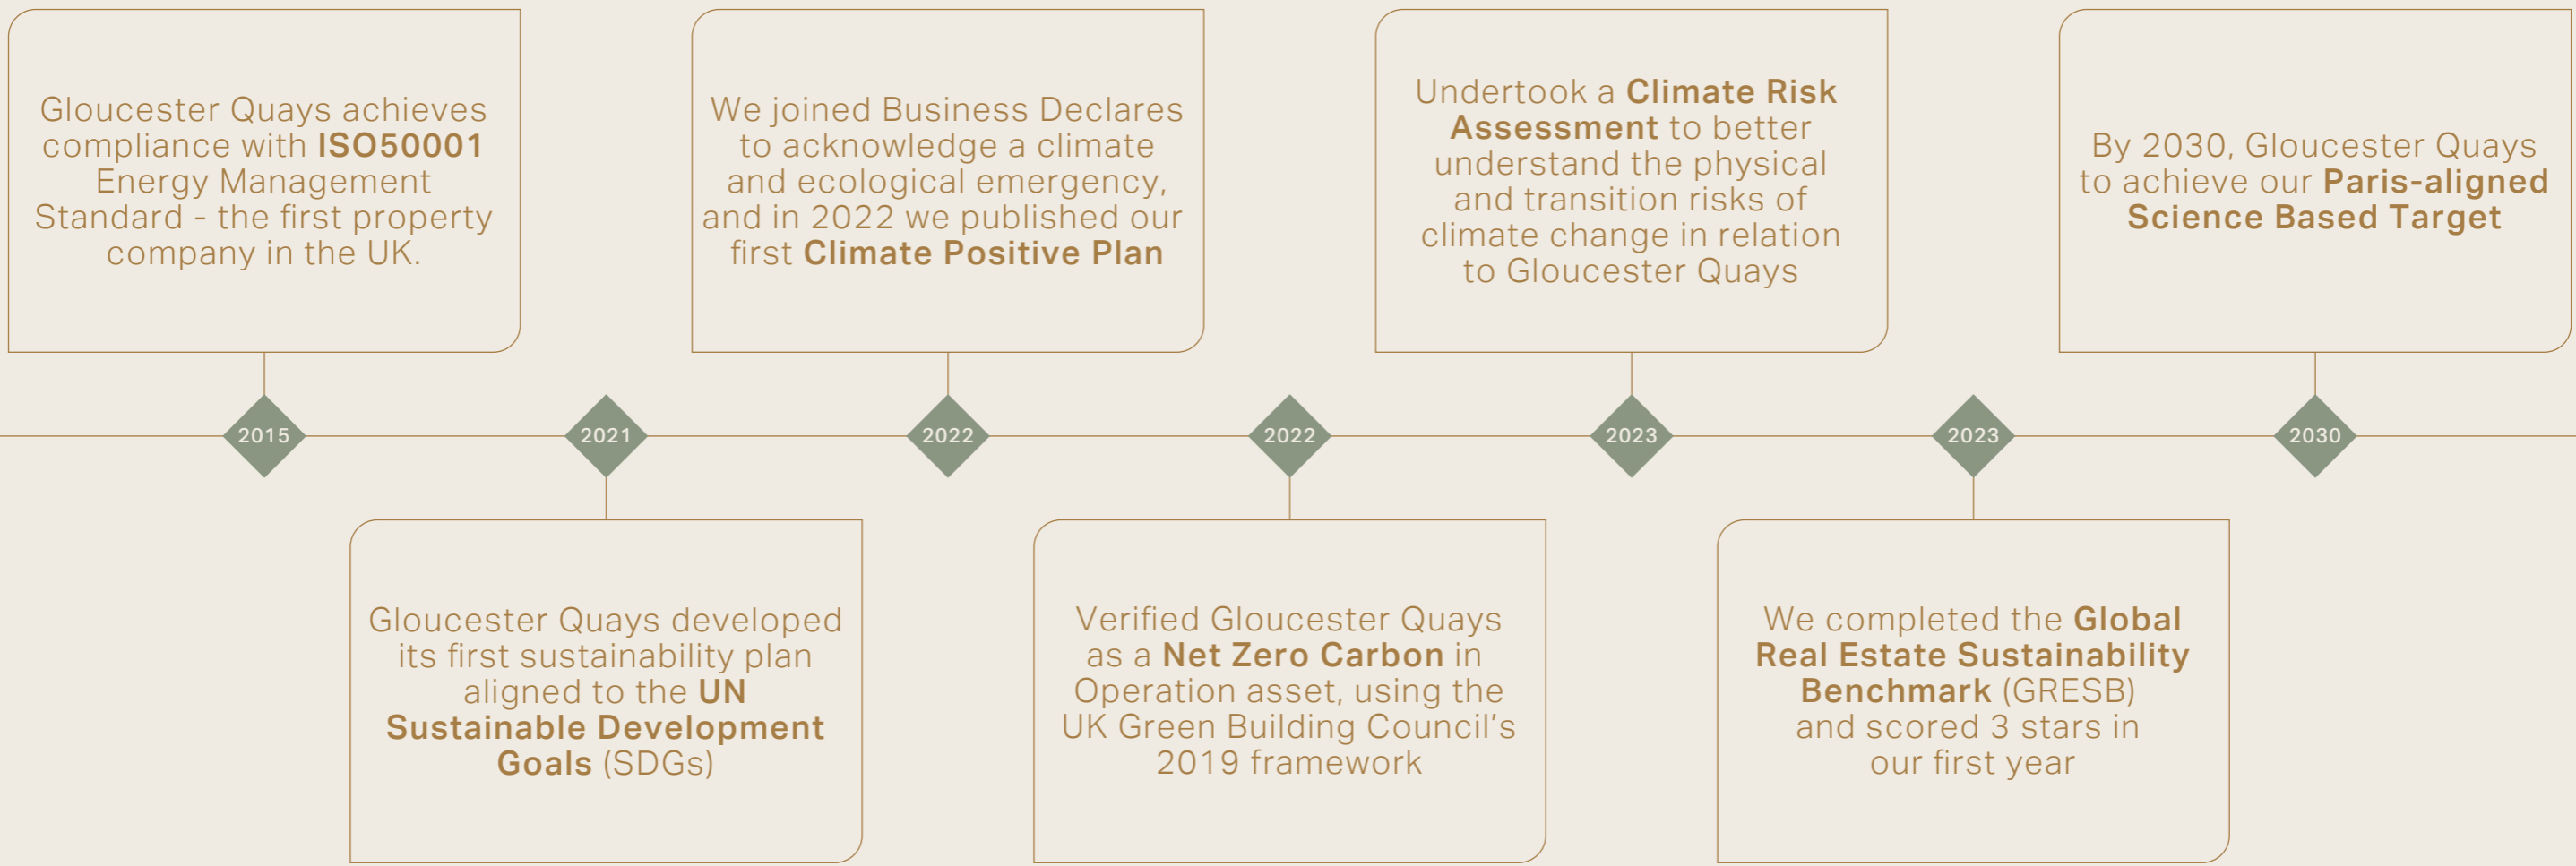 Gloucester Quays achieves
compliance with ISO50001
Energy Management
Standard - the first property
company in the UK.
We joined Business Declares
to acknowledge a climate
and ecological emergency,
and in 2022 we published our
first Climate Positive Plan
Undertook a Climate Risk
Assessment to better
understand the physical
and transition risks of
climate change in relation
to Gloucester Quays
By 2030, Gloucester Quays
to achieve our Paris-aligned
Science Based Target
2015
2021
2022
2022
2023
2023
2030
Gloucester Quays developed
its first sustainability plan
aligned to the UN
Sustainable Development
Goals (SDGs)
Verified Gloucester Quays
as a Net Zero Carbon in
Operation asset, using the
UK Green Building Council's
2019 framework
We completed the Global
Real Estate Sustainability
Benchmark (GRESB)
and scored 3 stars in
our first year